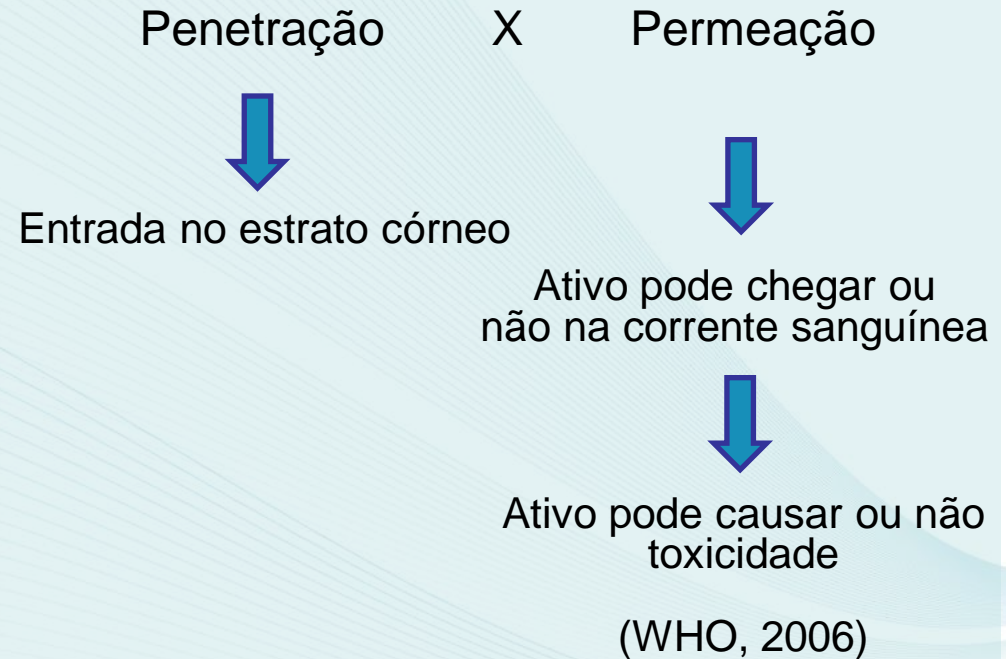 Penetração X Permeação
Entrada no estrato córneo
Ativo pode chegar ou
não na corrente sanguínea
Ativo pode causar ou não
toxicidade
(WHO, 2006)